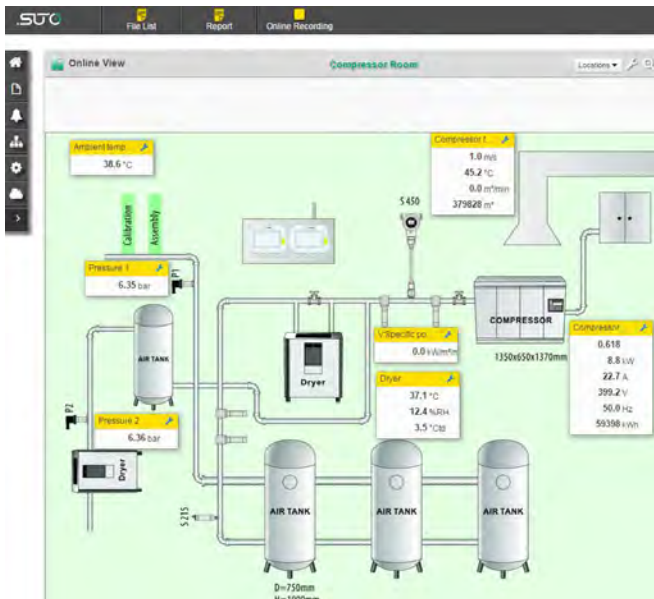 SUTO
File List
Report
Online Recording
Online View
Compressor Room
Locations
Ambient temp...
38.6 °C
Compressor f...
1.0 m/s
45.2 °C
0.0 m³/min
379828 m³
Calibration
Assembly
S 450
Pressure 1
6.35 bar
P1
COMPRESSOR
1350x650x1370mm
AIR TANK
Dryer
V.Specific po...
0.0 kW/m³/m
Compressor...
0.618
8.8 kW
22.7 A
399.2 V
50.0 Hz
59398 kWh
Dryer
37.1 °C
12.4 %RH
3.5 °Ctd
P2
Pressure 2
6.36 bar
Dryer
AIR TANK
AIR TANK
AIR TANK
S 215
D=750mm